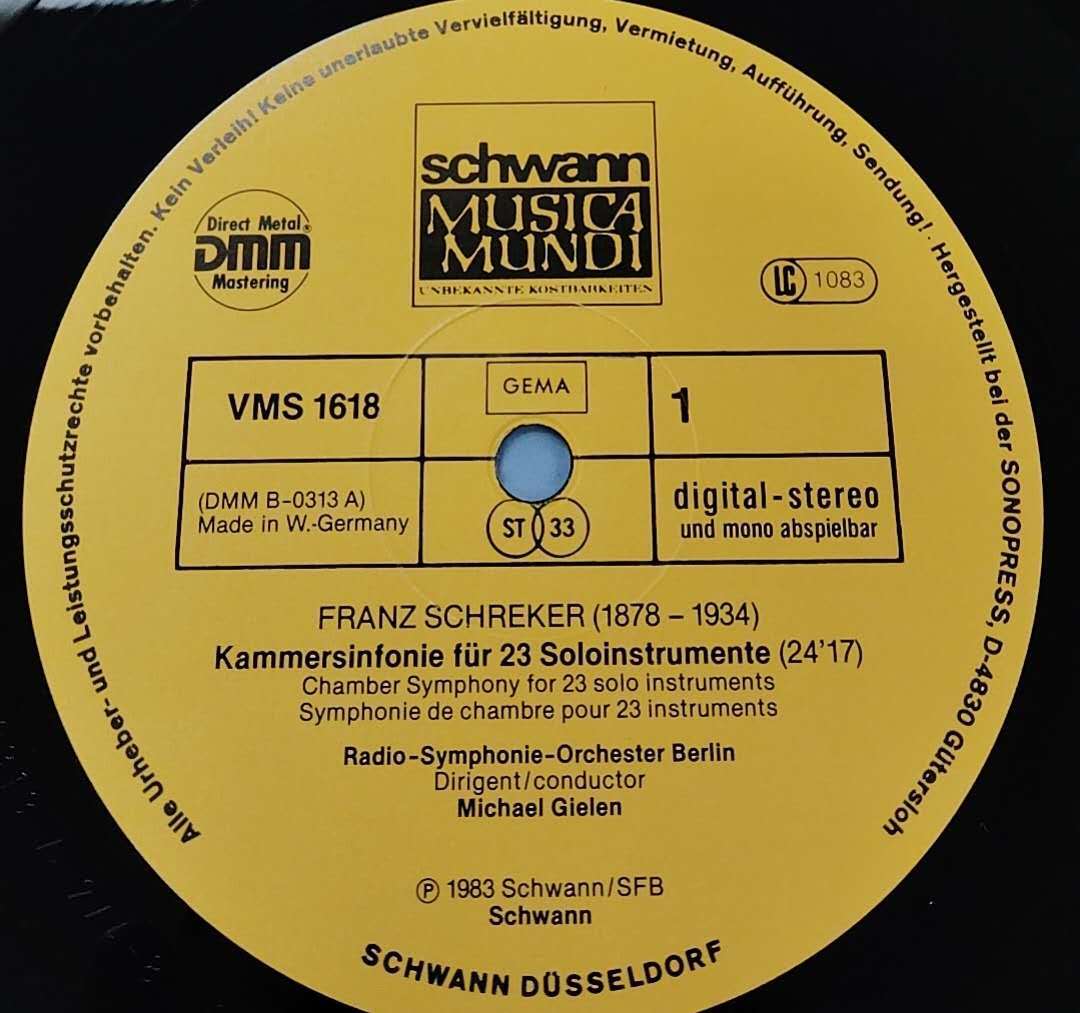 Alle Urheber- und Leistungsschutzrechte vorbehalten. Kein Verleih! Keine unerlaubte Vervielfältigung, Vermietung, Aufführung, Sendung! · Hergestellt bei der SONOPRESS, D-4830 Gütersloh
schwann
MUSICA
MUNDI
UNBEKANNTE KOSTBARKEITEN
Direct Metal®
DMM
Mastering
LC 1083
VMS 1618
GEMA
1
(DMM B-0313 A)
Made in W.-Germany
ST 33
digital-stereo
und mono abspielbar
FRANZ SCHREKER (1878 – 1934)
Kammersinfonie für 23 Soloinstrumente (24'17)
Chamber Symphony for 23 solo instruments
Symphonie de chambre pour 23 instruments
Radio-Symphonie-Orchester Berlin
Dirigent/conductor
Michael Gielen
℗ 1983 Schwann/SFB
Schwann
SCHWANN DÜSSELDORF